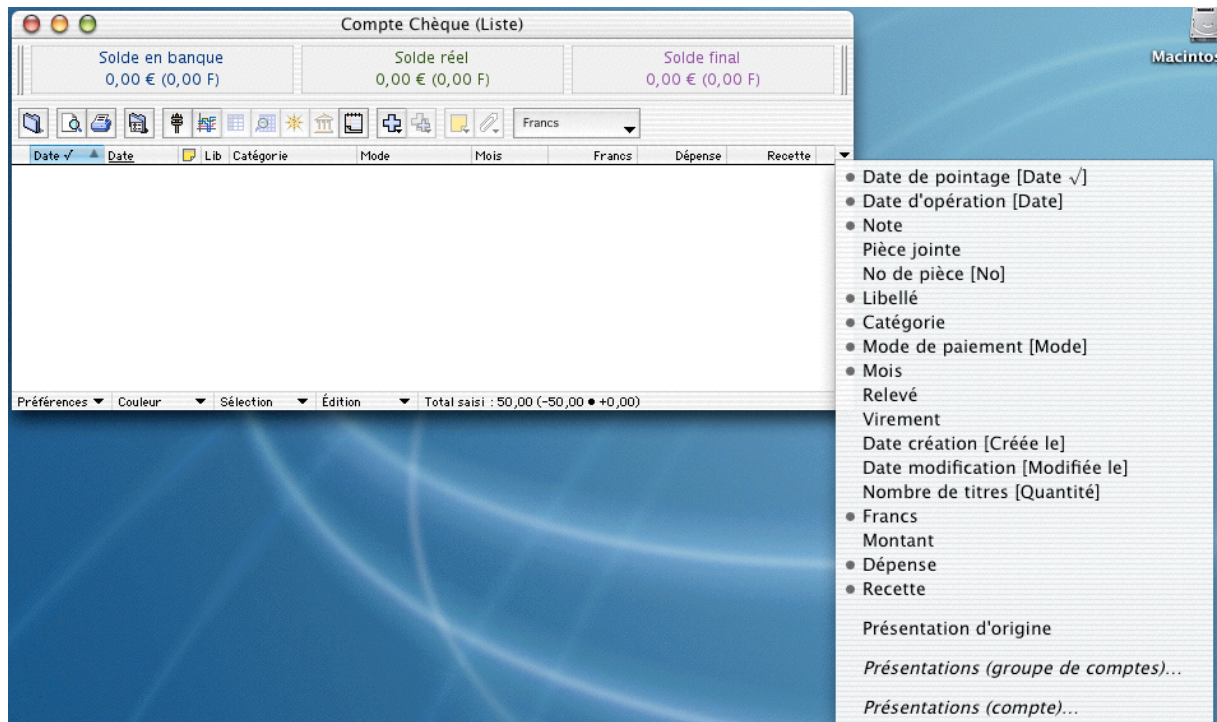 Compte Chèque (Liste)
Solde en banque
0,00 € (0,00 F)
Solde réel
0,00 € (0,00 F)
Solde final
0,00 € (0,00 F)
Macintos
Francs
Date √ Date Lib Catégorie Mode Mois Francs Dépense Recette
Date de pointage [Date √]
Date d'opération [Date]
Note
Pièce jointe
No de pièce [No]
Libellé
Catégorie
Mode de paiement [Mode]
Mois
Relevé
Virement
Date création [Créée le]
Date modification [Modifiée le]
Nombre de titres [Quantité]
Francs
Montant
Dépense
Recette
Présentation d'origine
Présentations (groupe de comptes)...
Présentations (compte)...
Préférences Couleur Sélection Édition Total saisi : 50,00 (-50,00 ● +0,00)